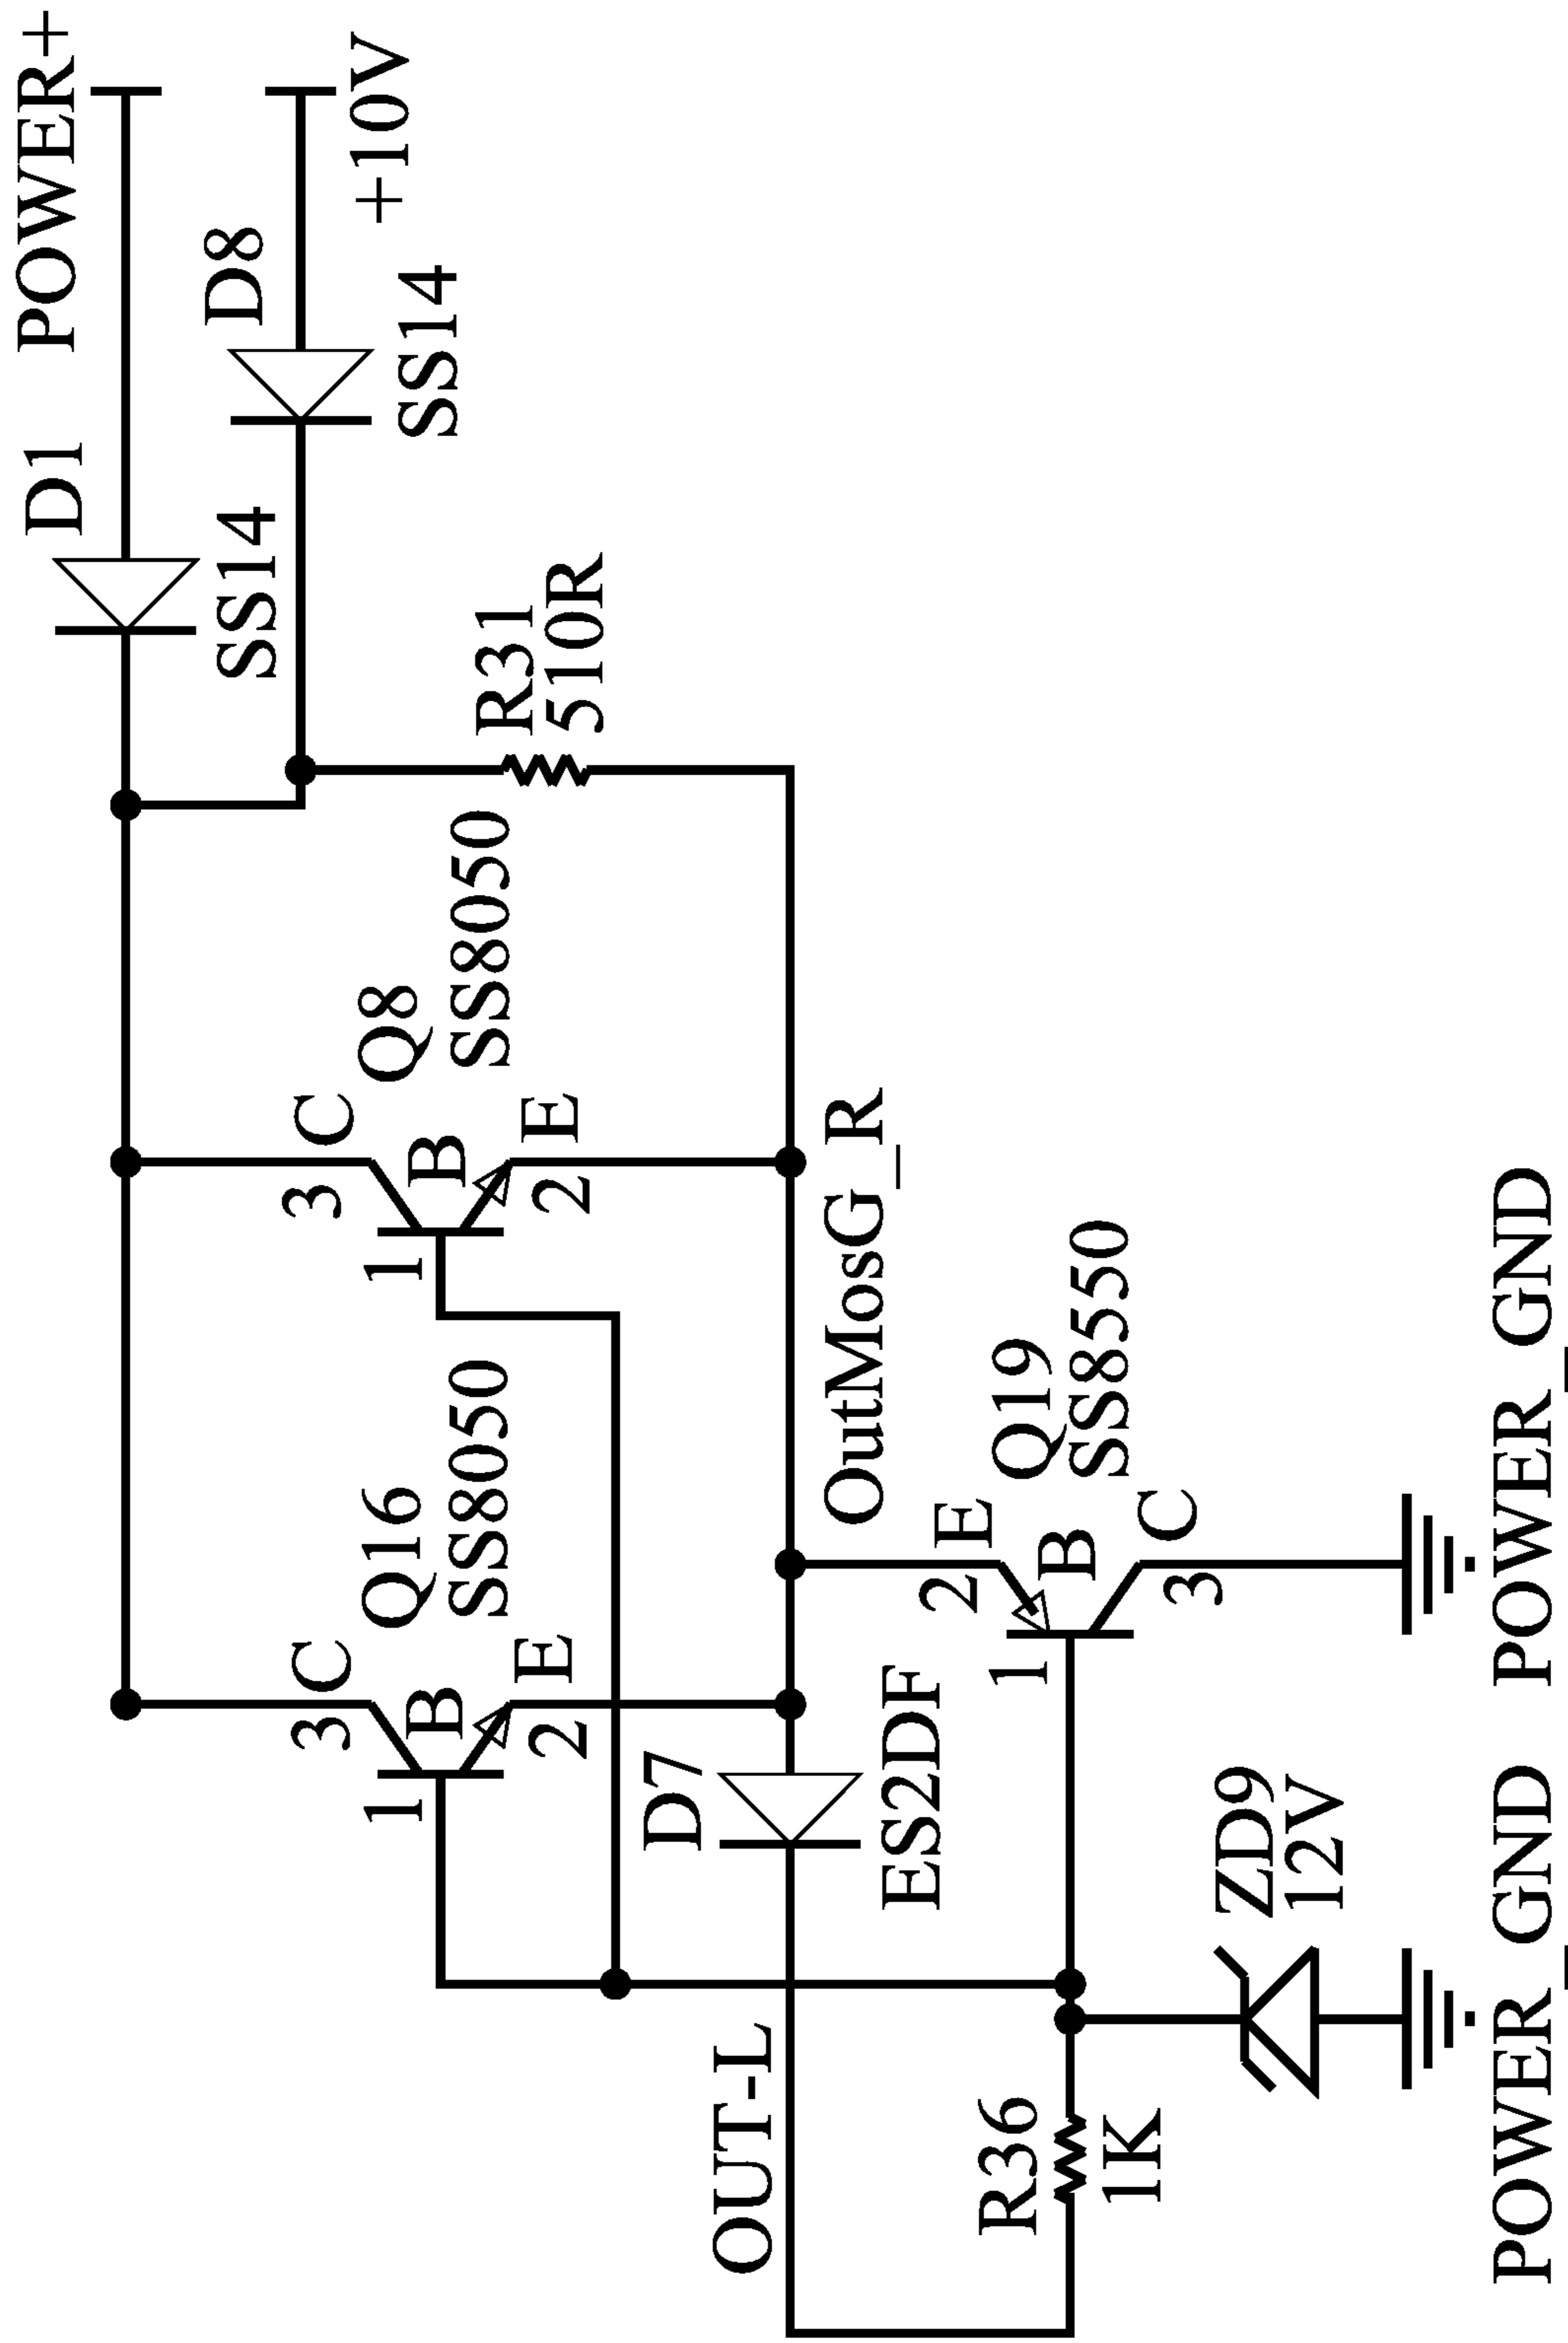 POWER+
D1
SS14
D8
+10V
SS14
R31
510R
Q8
SS8050
C
3
B
1
E
2
Q16
SS8050
C
3
B
1
E
2
OutMosG_R
D7
ES2DF
OUT-L
Q19
SS8550
E
2
B
1
C
3
R36
1K
ZD9
12V
POWER_GND
POWER_GND